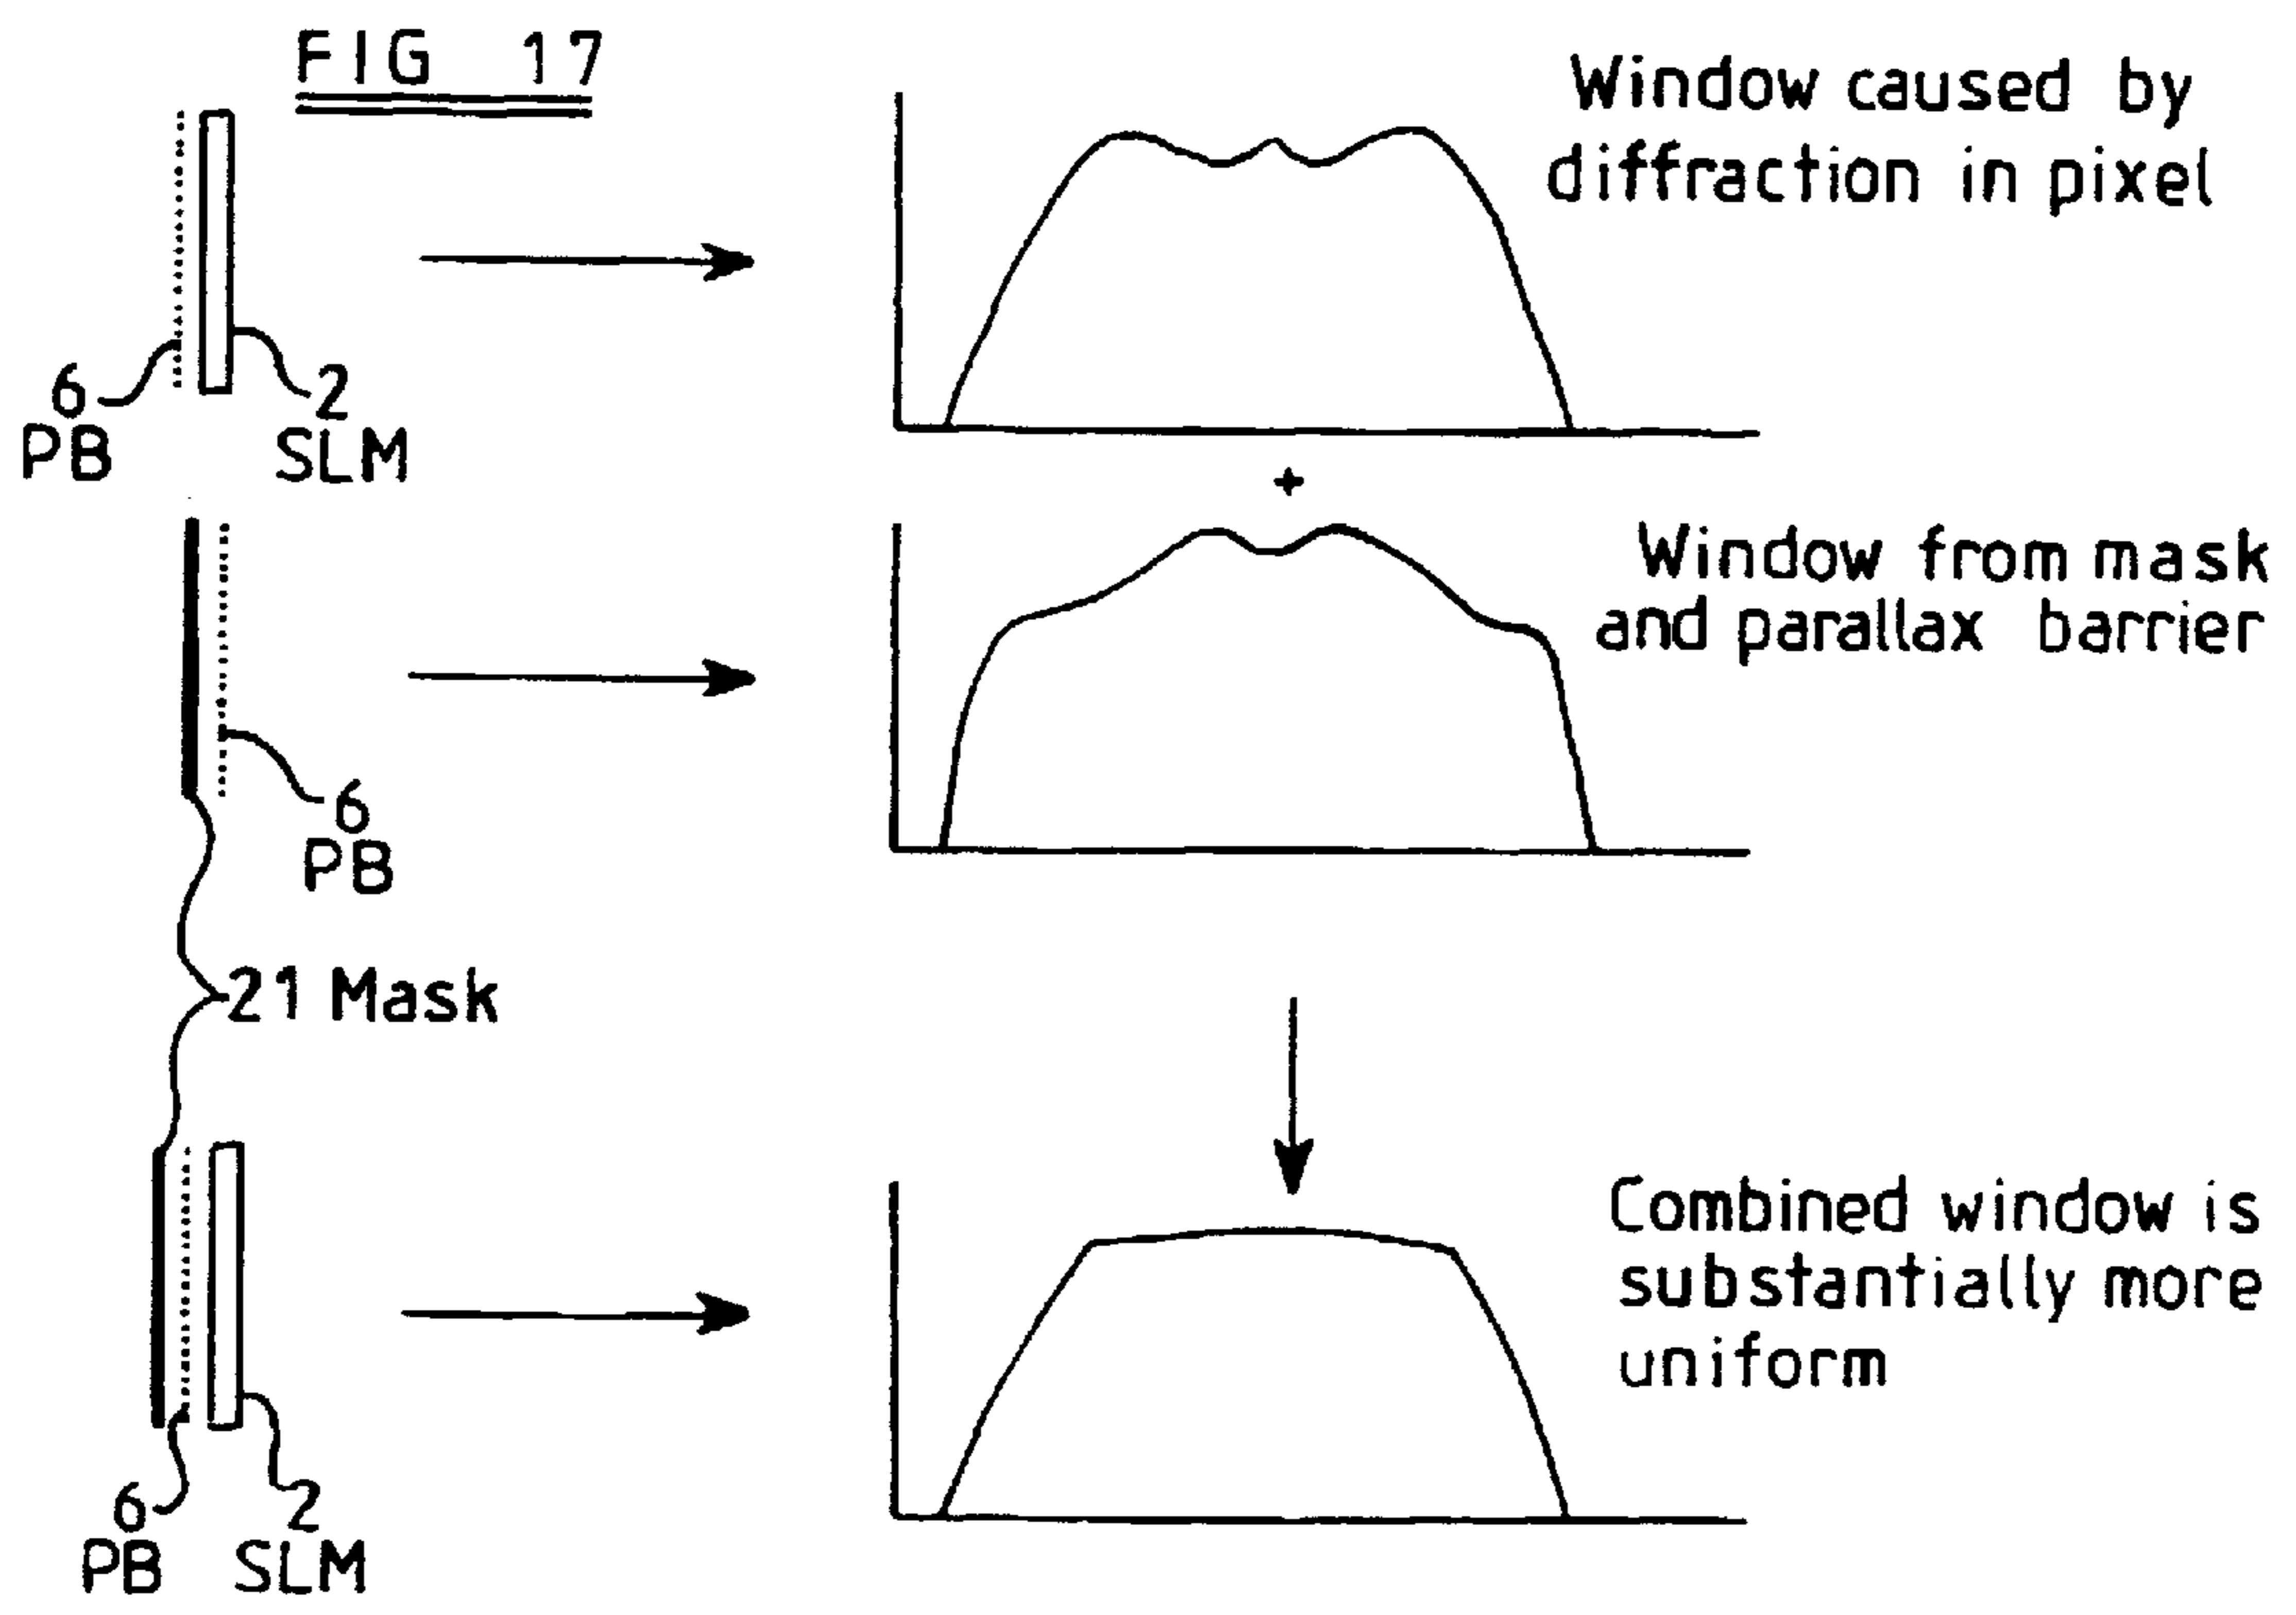 FIG 17
Window caused by
diffraction in pixel
6
PB
2
SLM
+
Window from mask
and parallax barrier
6
PB
21 Mask
Combined window is
substantially more
uniform
6
PB
2
SLM